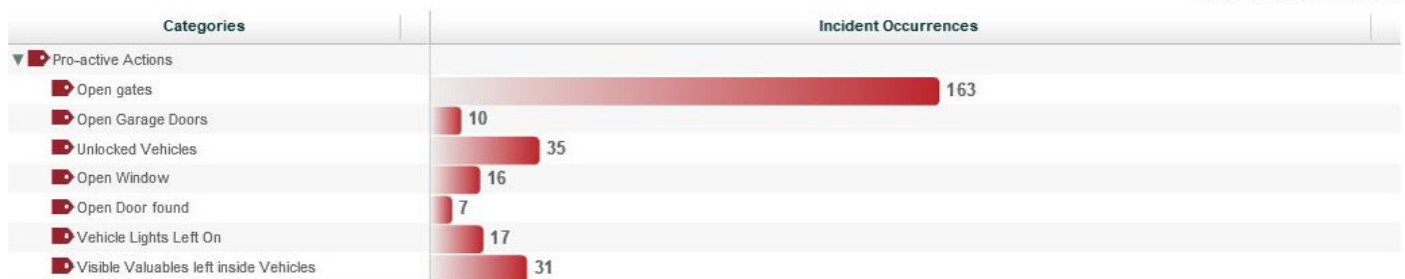 Categories Incident Occurrences
Pro-active Actions
Open gates 163
Open Garage Doors 10
Unlocked Vehicles 35
Open Window 16
Open Door found 7
Vehicle Lights Left On 17
Visible Valuables left inside Vehicles 31